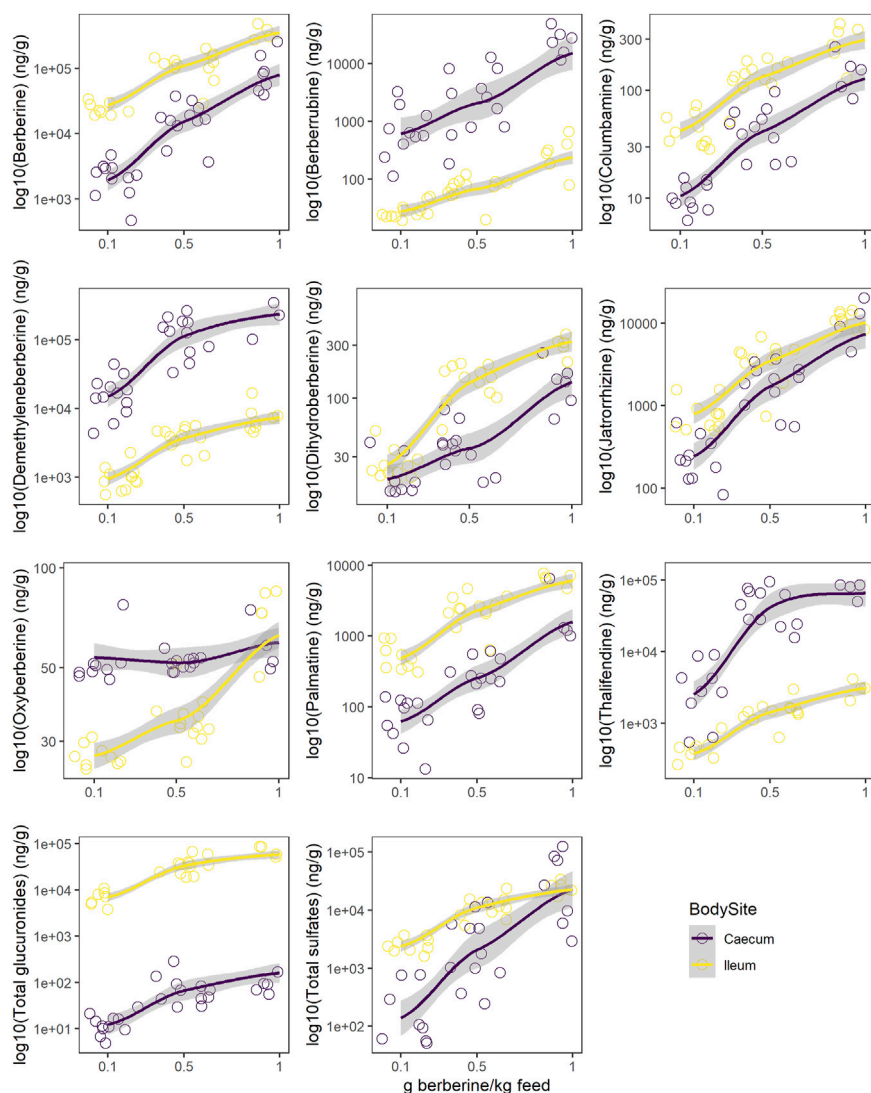 log10(Berberine) (ng/g)
1e+05
1e+04
1e+03
0.1 0.5 1
log10(Berberrubine) (ng/g)
10000
1000
100
0.1 0.5 1
log10(Columbamine) (ng/g)
300
100
30
10
0.1 0.5 1
log10(Demethyleneberberine) (ng/g)
1e+05
1e+04
1e+03
0.1 0.5 1
log10(Dihydroberberine) (ng/g)
300
100
30
0.1 0.5 1
log10(Jatrorrhizine) (ng/g)
10000
1000
100
0.1 0.5 1
log10(Oxyberberine) (ng/g)
100
50
30
0.1 0.5 1
log10(Palmatine) (ng/g)
10000
1000
100
10
0.1 0.5 1
log10(Thalifendine) (ng/g)
1e+05
1e+04
1e+03
0.1 0.5 1
log10(Total glucuronides) (ng/g)
1e+05
1e+04
1e+03
1e+02
1e+01
0.1 0.5 1
log10(Total sulfates) (ng/g)
1e+05
1e+04
1e+03
1e+02
0.1 0.5 1
g berberine/kg feed
BodySite
Caecum
Ileum